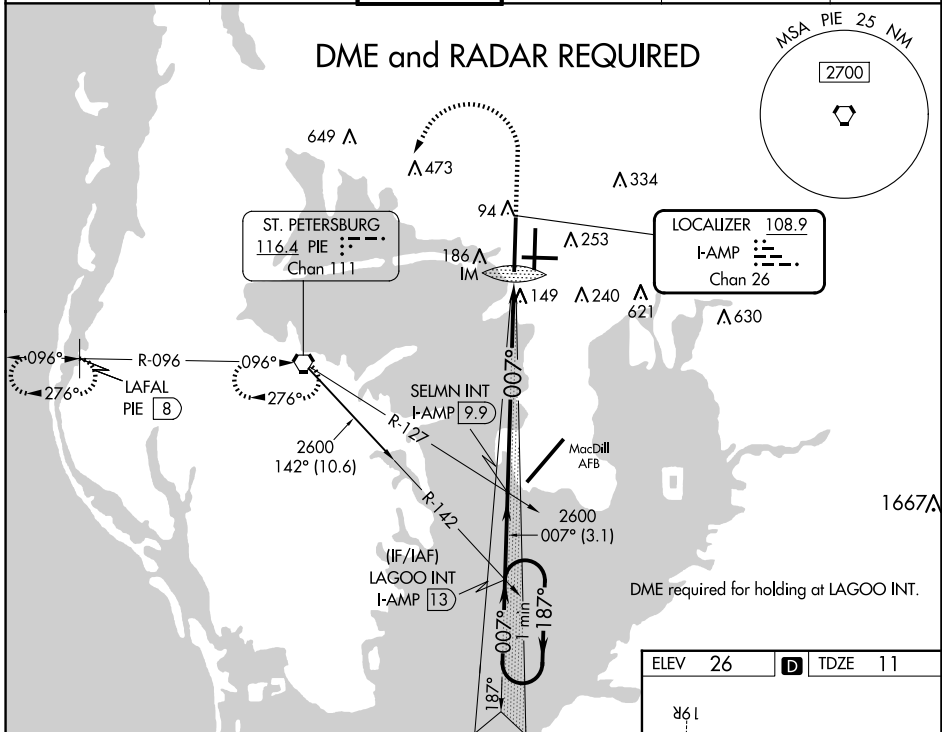 DME and RADAR REQUIRED
MSA PIE 25 NM
2700
649
473
334
94
253
186
IM
149
240
621
630
ST. PETERSBURG
116.4 PIE
Chan 111
LOCALIZER 108.9
I-AMP
Chan 26
096°
R-096
096°
276°
LAFAL
PIE 8
276°
2600
142° (10.6)
R-127
R-142
SELMN INT
I-AMP 9.9
007°
MacDill
AFB
2600
007° (3.1)
1667
(IF/IAF)
LAGOO INT
I-AMP 13
007°
1 min
187°
187°
DME required for holding at LAGOO INT.
ELEV 26 D TDZE 11
19R